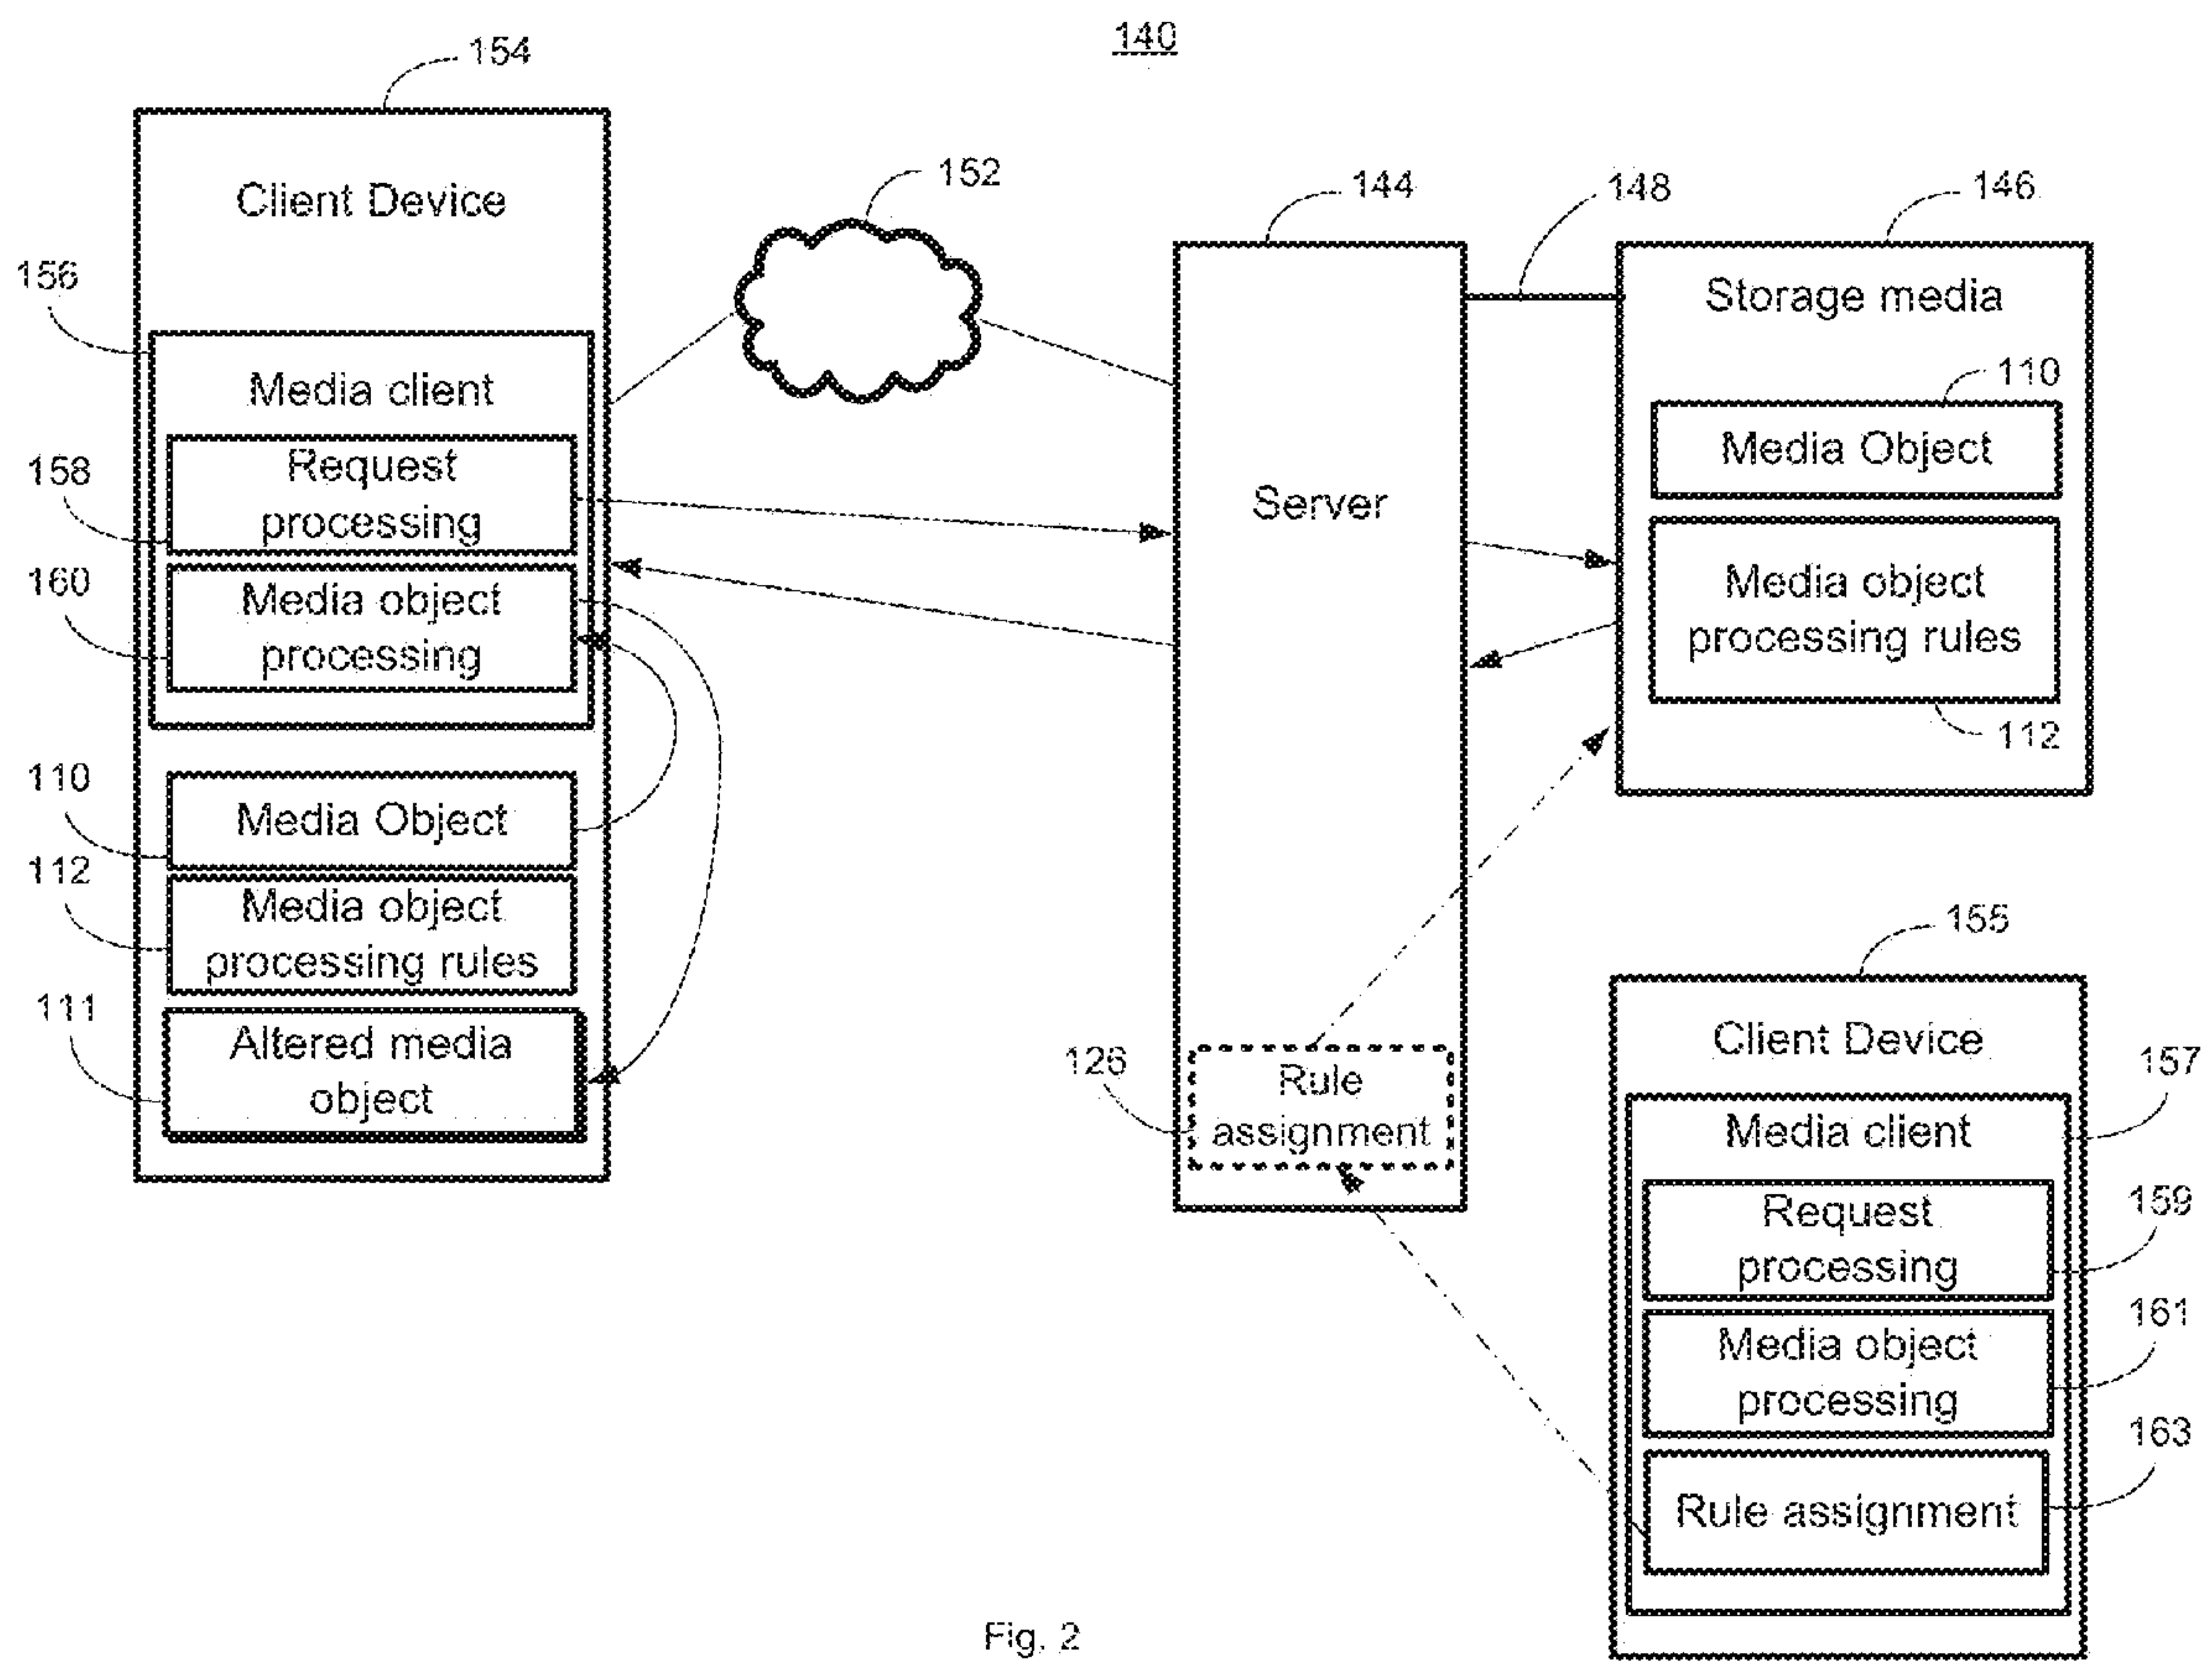 140
154
Client Device
156
Media client
158
Request
processing
160
Media object
processing
110
Media Object
112
Media object
processing rules
111
Altered media
object
152
144
Server
126
Rule
assignment
148
146
Storage media
110
Media Object
Media object
processing rules
112
155
Client Device
157
Media client
159
Request
processing
161
Media object
processing
163
Rule assignment
Fig. 2